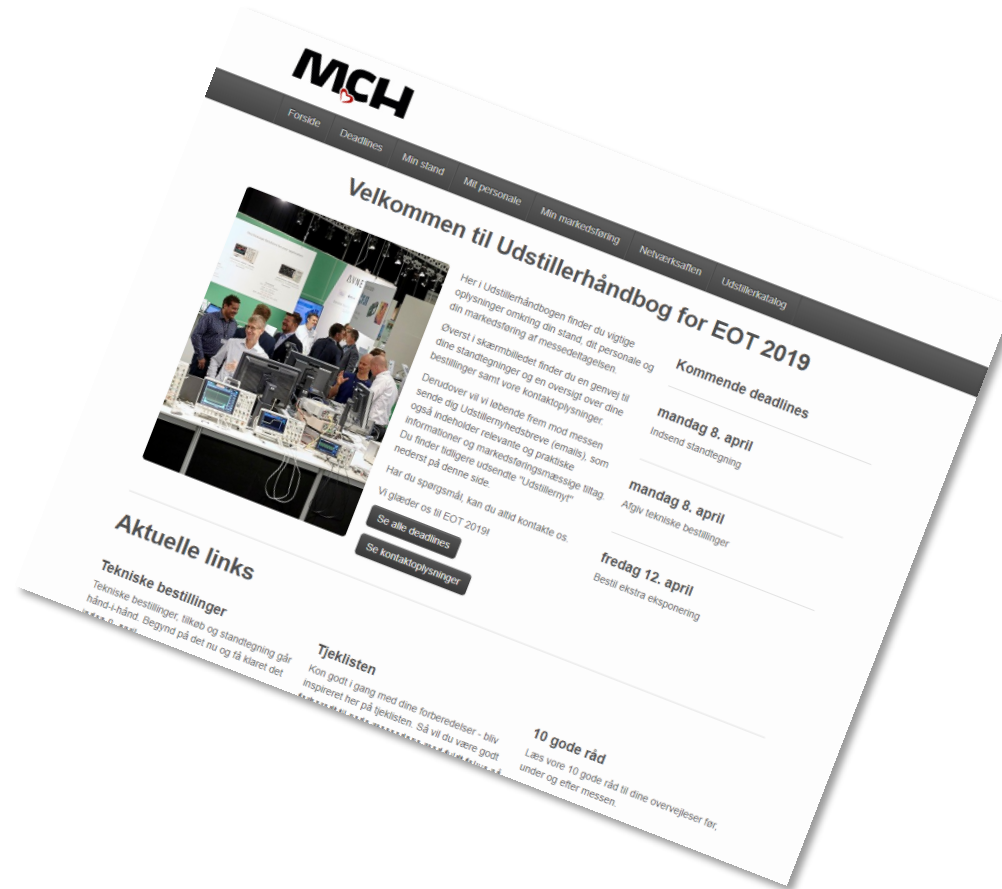 MCH
Forside
Deadlines
Min stand
Mit personale
Min markedsføring
Netværksaften
Udstillerkatalog
Velkommen til Udstillerhåndbog for EOT 2019
AVNE
Her i Udstillerhåndbogen finder du vigtige
oplysninger omkring din stand, dit personale og
din markedsføring af messedeltagelsen.
Øverst i skærmbilledet finder du en genvej til
dine standtegninger og en oversigt over dine
bestillinger samt vore kontaktoplysninger.
Derudover vil vi løbende frem mod messen
sende dig Udstillernyhedsbreve (emails), som
også indeholder relevante og praktiske
informationer og markedsføringsmæssige tiltag.
Du finder tidligere udsendte "Udstillernyt"
nederst på denne side.
Har du spørgsmål, kan du altid kontakte os.
Vi glæder os til EOT 2019!
Se alle deadlines
Se kontaktoplysninger
Kommende deadlines
mandag 8. april
Indsend standtegning
mandag 8. april
Afgiv tekniske bestillinger
fredag 12. april
Bestil ekstra eksponering
Aktuelle links
Tekniske bestillinger
Tekniske bestillinger, tilkøb og standtegning går
hånd-i-hånd. Begynd på det nu og få klaret det
Tjeklisten
Kon godt i gang med dine forberedelser - bliv
inspireret her på tjeklisten. Så vil du være godt
10 gode råd
Læs vore 10 gode råd til dine overvejleser før,
under og efter messen.